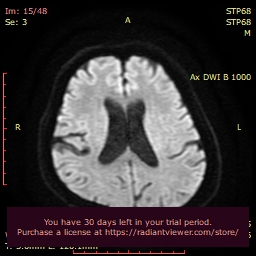 Im: 15/48
Se: 3
A
STP68
STP68
M
Ax DWI B 1000
R
L
You have 30 days left in your trial period.
Purchase a license at https://radiantviewer.com/store/